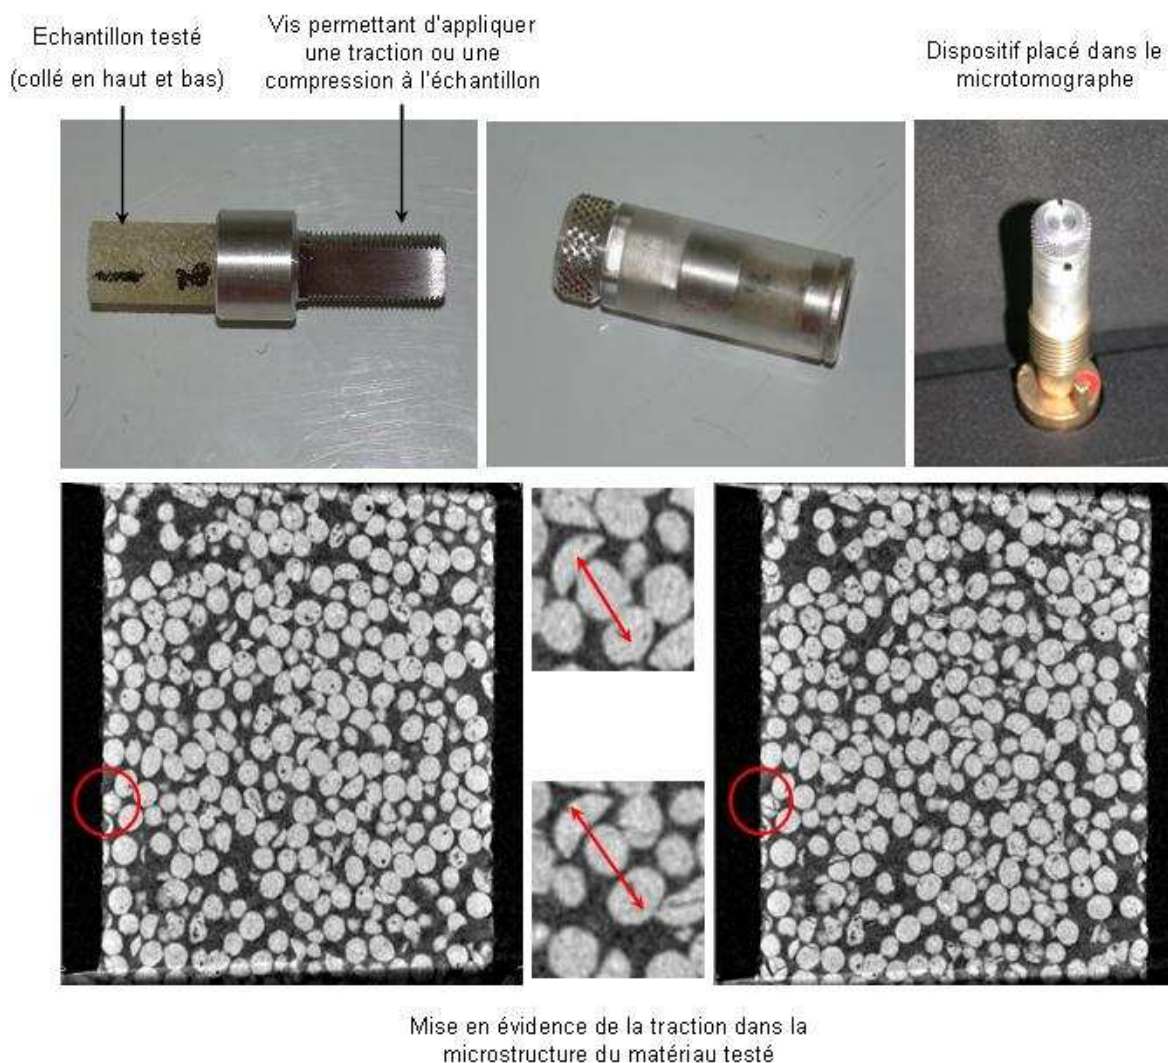 Echantillon testé
(collé en haut et bas)
Vis permettant d'appliquer
une traction ou une
compression à l'échantillon
Dispositif placé dans le
microtomographe
Mise en évidence de la traction dans la
microstructure du matériau testé